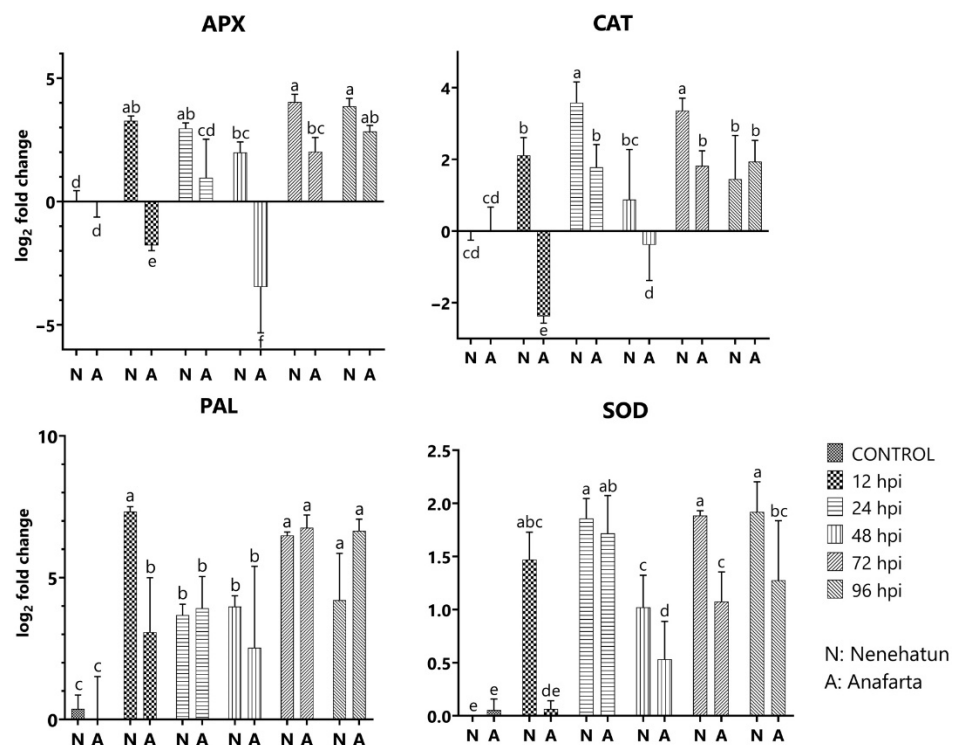 APX
log2 fold change
5
0
−5
d
d
ab
e
ab
cd
bc
f
a
bc
a
ab
N A N A N A N A N A N A
CAT
4
2
0
−2
cd
cd
b
e
a
b
bc
d
a
b
b
b
N A N A N A N A N A N A
PAL
log2 fold change
10
5
0
c
c
a
b
b
b
b
b
a
a
a
a
N A N A N A N A N A N A
SOD
2.5
2.0
1.5
1.0
0.5
0.0
e
e
abc
de
a
ab
c
d
a
c
a
bc
N A N A N A N A N A N A
CONTROL
12 hpi
24 hpi
48 hpi
72 hpi
96 hpi
N: Nenehatun
A: Anafarta